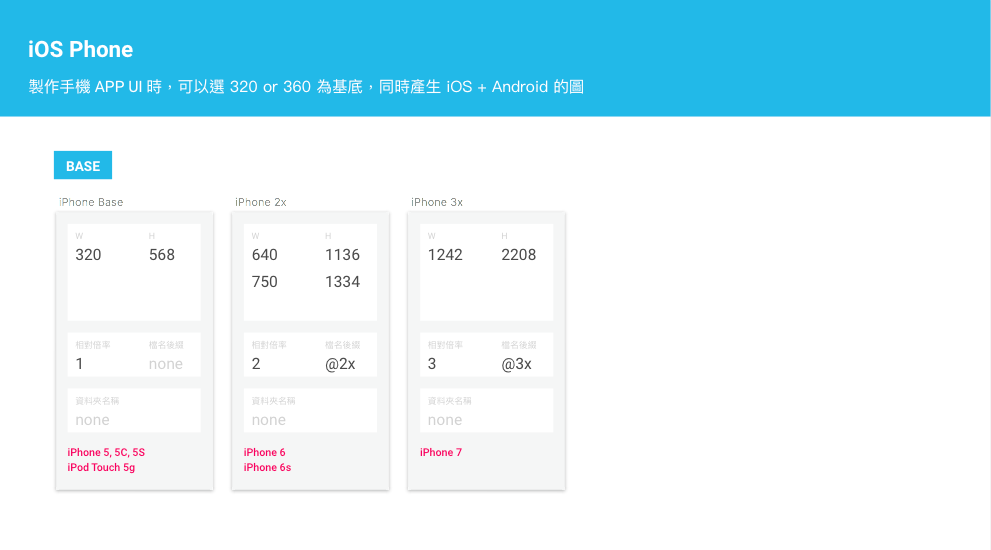 iOS Phone
製作手機 APP UI 時，可以選 320 or 360 為基底，同時產生 iOS + Android 的圖
BASE
iPhone Base
W H
320 568
相對倍率 檔名後綴
1 none
資料夾名稱
none
iPhone 5, 5C, 5S
iPod Touch 5g
iPhone 2x
W H
640 1136
750 1334
相對倍率 檔名後綴
2 @2x
資料夾名稱
none
iPhone 6
iPhone 6s
iPhone 3x
W H
1242 2208
相對倍率 檔名後綴
3 @3x
資料夾名稱
none
iPhone 7